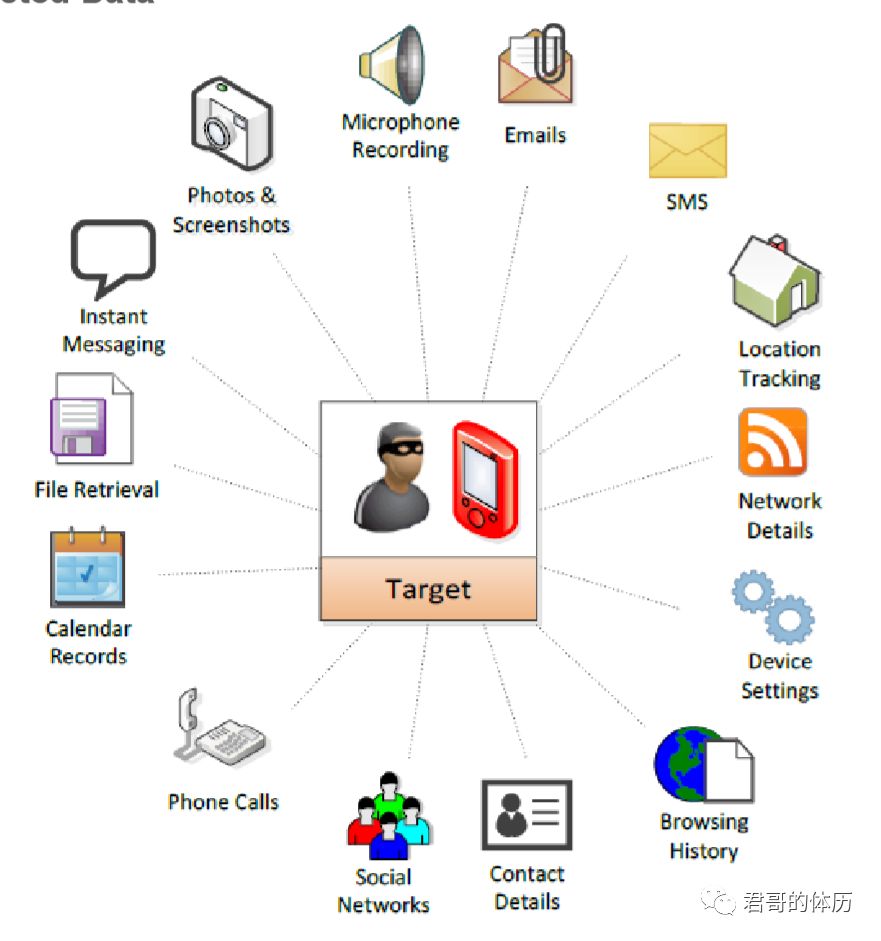 Data
Microphone
Recording
Emails
SMS
Photos &
Screenshots
Instant
Messaging
Location
Tracking
File Retrieval
Network
Details
Target
Calendar
Records
Device
Settings
Phone Calls
Browsing
History
Social
Networks
Contact
Details
君哥的体历